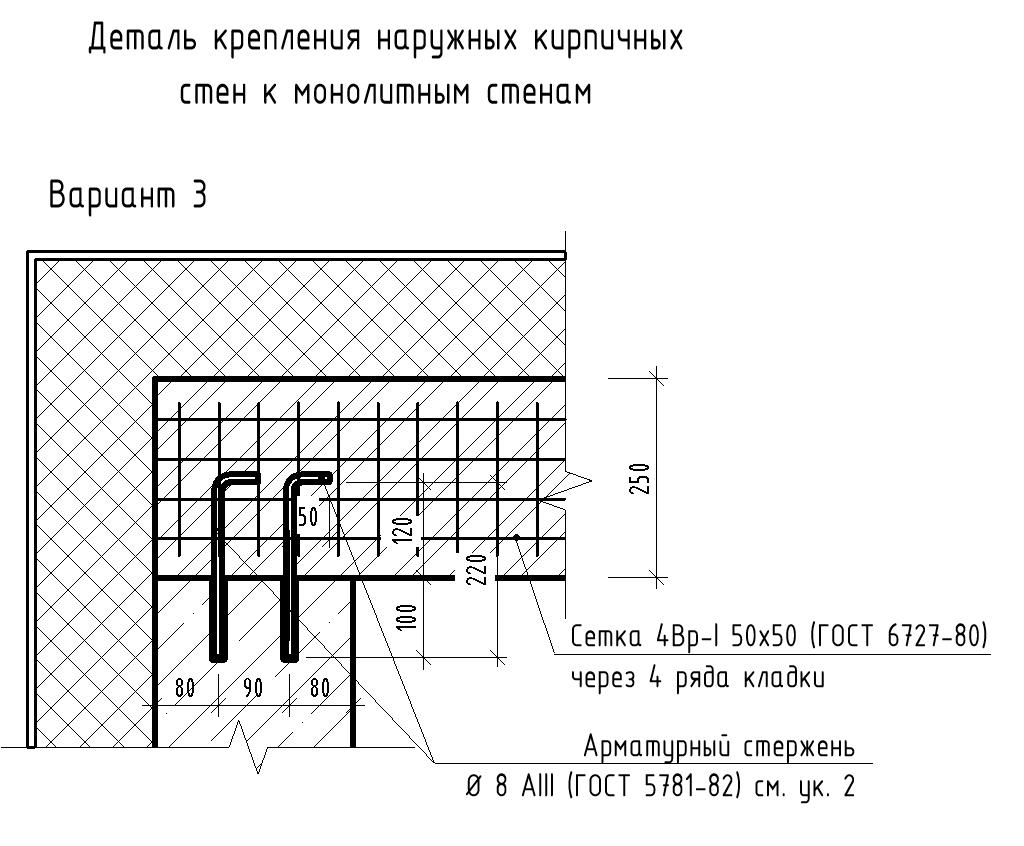 Деталь крепления наружных кирпичных
стен к монолитным стенам
Вариант 3
250
50
120
220
100
80 90 80
Сетка 4Вр-I 50х50 (ГОСТ 6727-80)
через 4 ряда кладки
Арматурный стержень
Ø 8 АIII (ГОСТ 5781-82) см. ук. 2